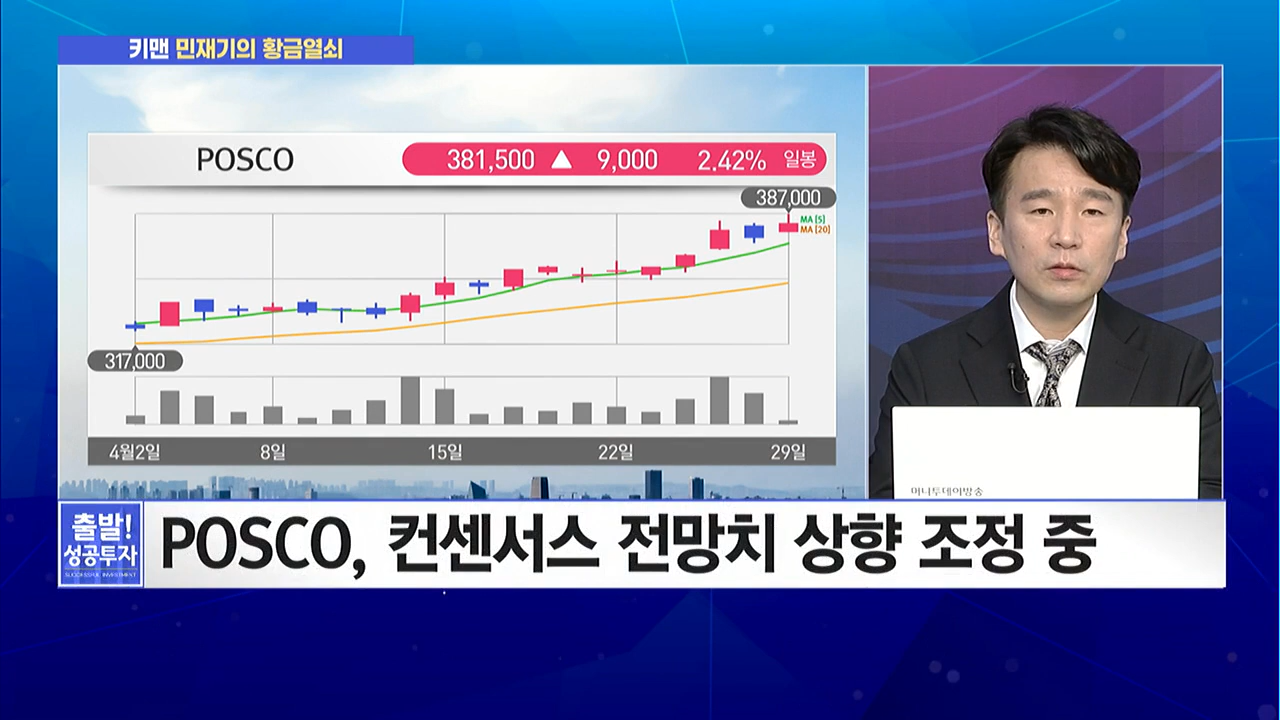 키맨 민재기의 황금열쇠
POSCO 381,500 ▲ 9,000 2.42% 일봉
387,000
MA [5]
MA [20]
317,000
4월2일 8일 15일 22일 29일
머니투데이방송
출발!
성공투자
SUCCESSFUL INVESTMENT
POSCO, 컨센서스 전망치 상향 조정 중